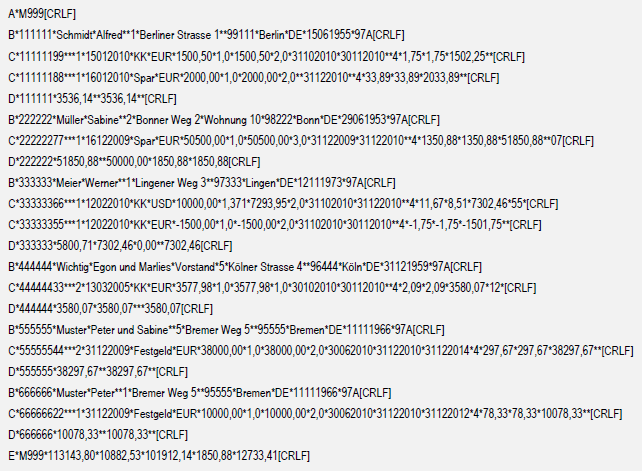 A*M999[CRLF]
B*111111*Schmidt*Alfred**1*Berliner Strasse 1**99111*Berlin*DE*15061955*97A[CRLF]
C*11111199***1*15012010*KK*EUR*1500,50*1,0*1500,50*2,0*31102010*30112010**4*1,75*1,75*1502,25**[CRLF]
C*11111188***1*16012010*Spar*EUR*2000,00*1,0*2000,00*2,0**31122010**4*33,89*33,89*2033,89**[CRLF]
D*111111*3536,14**3536,14**[CRLF]
B*222222*Müller*Sabine**2*Bonner Weg 2*Wohnung 10*98222*Bonn*DE*29061953*97A[CRLF]
C*22222277***1*16122009*Spar*EUR*50500,00*1,0*50500,00*3,0*31122009*31122010**4*1350,88*1350,88*51850,88**07[CRLF]
D*222222*51850,88**50000,00*1850,88*1850,88[CRLF]
B*333333*Meier*Werner**1*Lingener Weg 3**97333*Lingen*DE*12111973*97A[CRLF]
C*33333366***1*12022010*KK*USD*10000,00*1,371*7293,95*2,0*31102010*31122010**4*11,67*8,51*7302,46*55*[CRLF]
C*33333355***1*12022010*KK*EUR*-1500,00*1,0*-1500,00*2,0*31102010*30112010**4*-1,75*-1,75*-1501,75**[CRLF]
D*333333*5800,71*7302,46*0,00**7302,46[CRLF]
B*444444*Wichtig*Egon und Marlies*Vorstand*5*Kölner Strasse 4**96444*Köln*DE*31121959*97A[CRLF]
C*44444433***2*13032005*KK*EUR*3577,98*1,0*3577,98*1,0*30102010*30112010**4*2,09*2,09*3580,07*12*[CRLF]
D*444444*3580,07*3580,07***3580,07[CRLF]
B*555555*Muster*Peter und Sabine**5*Bremer Weg 5**95555*Bremen*DE*11111966*97A[CRLF]
C*55555544***2*31122009*Festgeld*EUR*38000,00*1,0*38000,00*2,0*30062010*31122010*31122014*4*297,67*297,67*38297,67**[CRLF]
D*555555*38297,67**38297,67**[CRLF]
B*666666*Muster*Peter**1*Bremer Weg 5**95555*Bremen*DE*11111966*97A[CRLF]
C*66666622***1*31122009*Festgeld*EUR*10000,00*1,0*10000,00*2,0*30062010*31122010*31122012*4*78,33*78,33*10078,33**[CRLF]
D*666666*10078,33**10078,33**[CRLF]
E*M999*113143,80*10882,53*101912,14*1850,88*12733,41[CRLF]